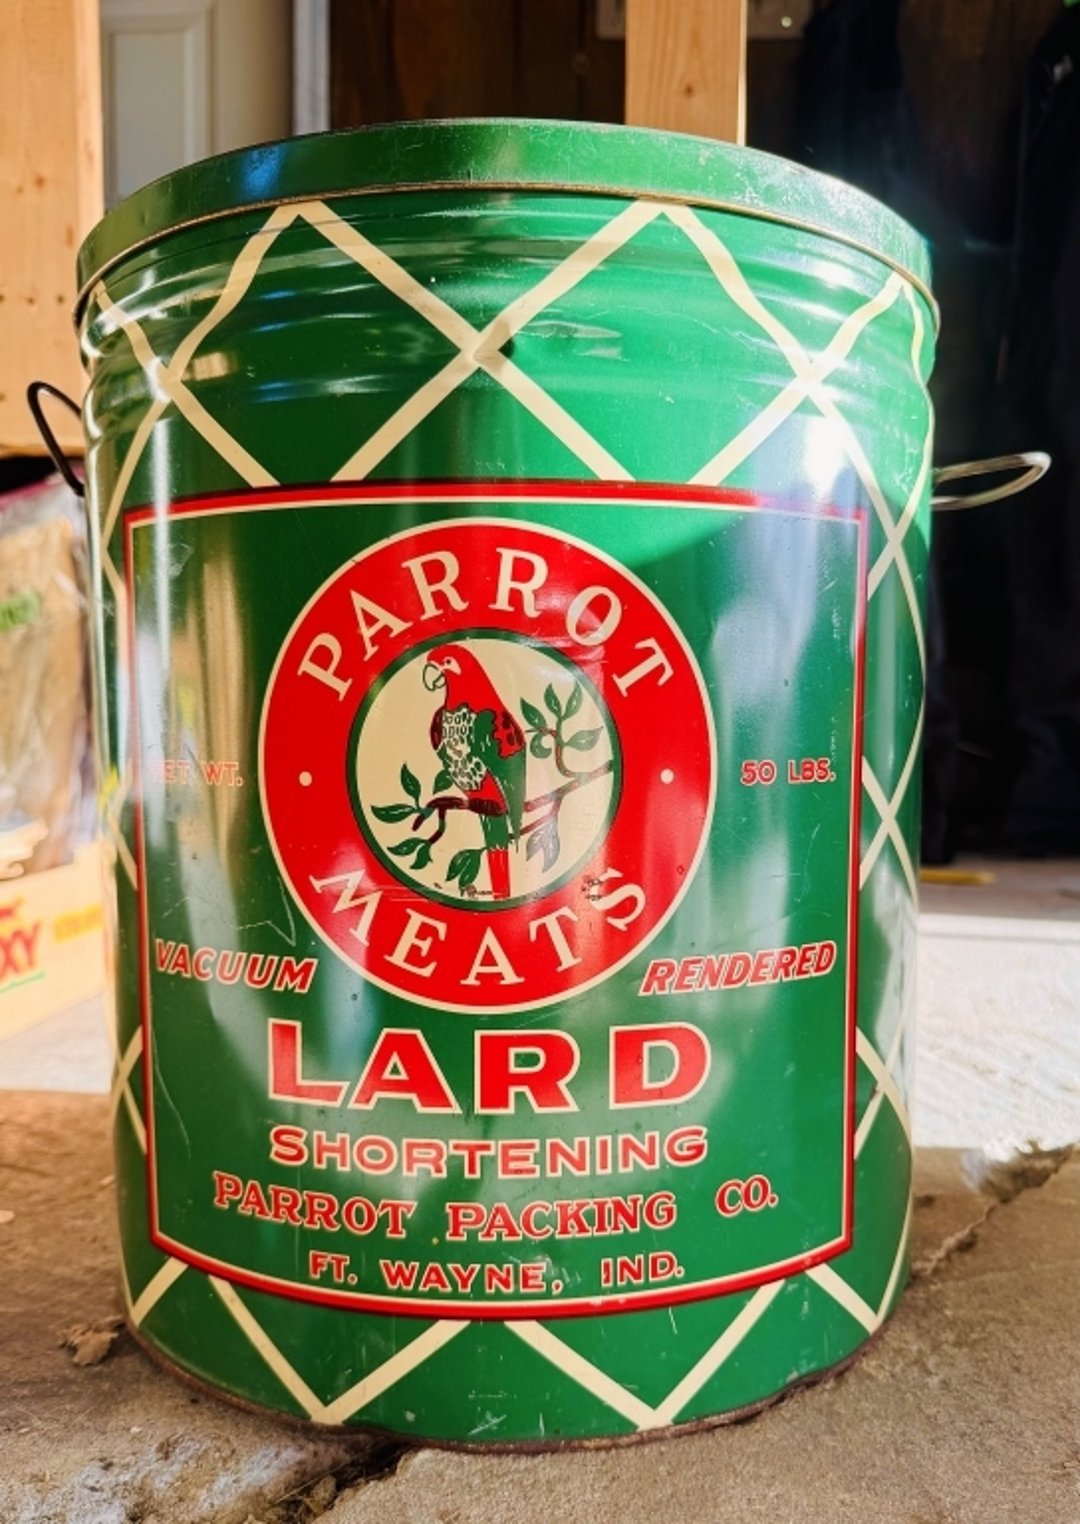 PARROT
MEATS
NET WT.
50 LBS.
VACUUM
RENDERED
LARD
SHORTENING
PARROT PACKING CO.
FT. WAYNE, IND.